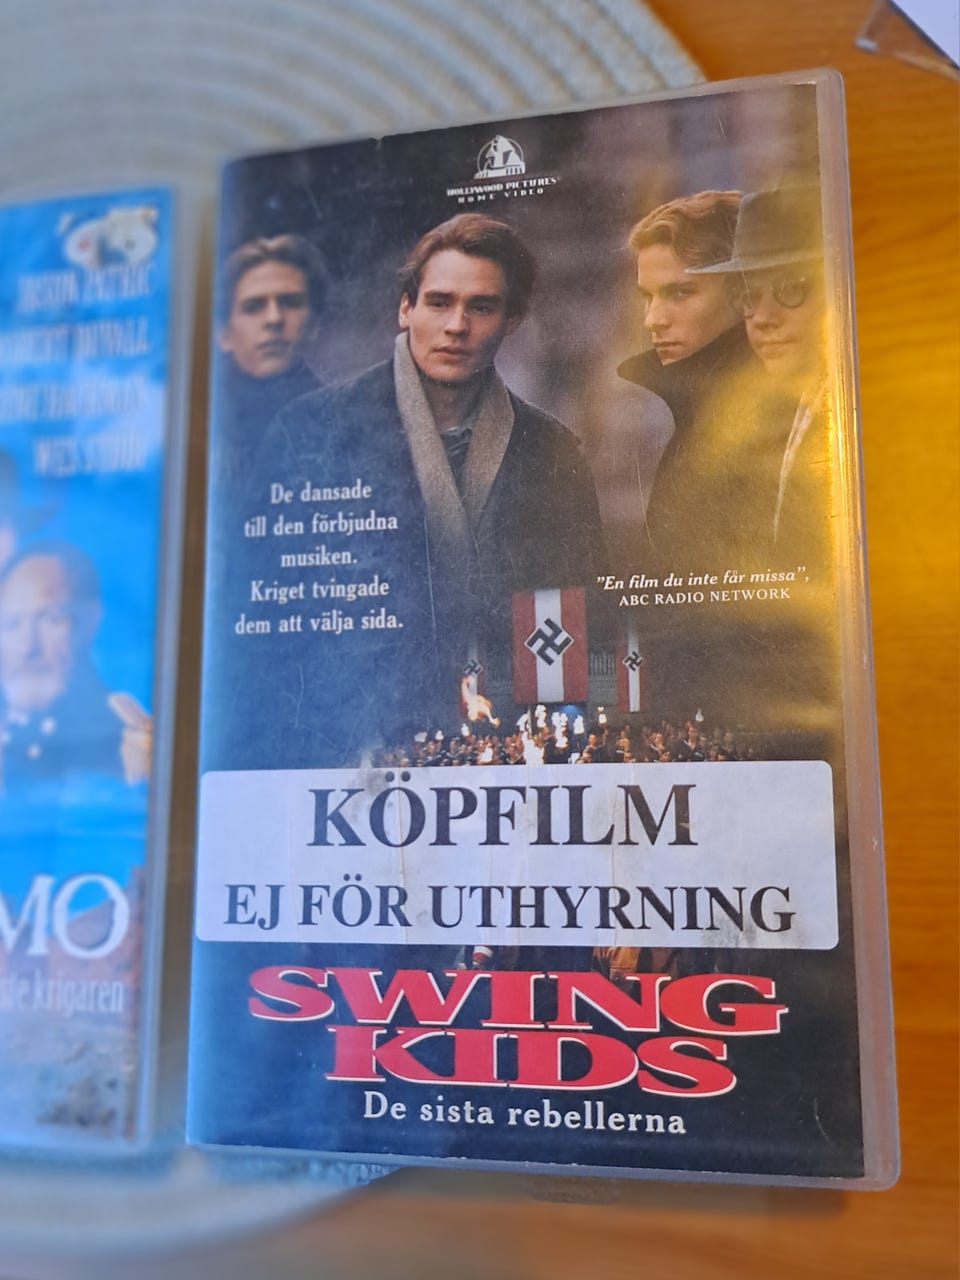 HOLLYWOOD PICTURES
HOME VIDEO
De dansade
till den förbjudna
musiken.
Kriget tvingade
dem att välja sida.
"En film du inte får missa",
ABC RADIO NETWORK
KÖPFILM
EJ FÖR UTHYRNING
SWING
KIDS
De sista rebellerna
JASON PATRIC
ROBERT DUVALL
GENE HACKMAN
WES STUDI
MO
krigaren